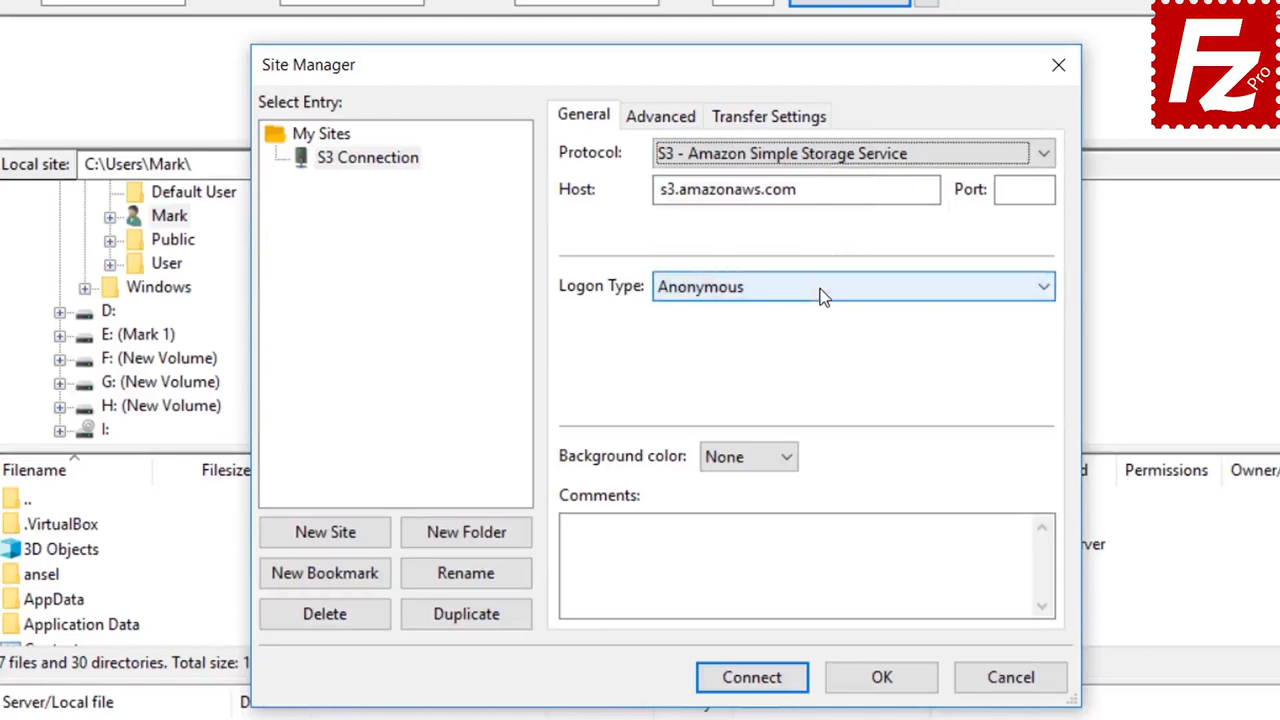 Fz Pro
Site Manager
Select Entry:
My Sites
S3 Connection
General Advanced Transfer Settings
Protocol: S3 - Amazon Simple Storage Service
Host: s3.amazonaws.com Port:
Logon Type: Anonymous
Background color: None
Comments:
New Site New Folder
New Bookmark Rename
Delete Duplicate
Connect OK Cancel
Local site: C:\Users\Mark\
Default User
Mark
Public
User
Windows
D:
E: (Mark 1)
F: (New Volume)
G: (New Volume)
H: (New Volume)
I:
Filename Filesize Permissions Owner/
..
.VirtualBox
3D Objects
ansel
AppData
Application Data
7 files and 30 directories. Total size: 1
Server/Local file